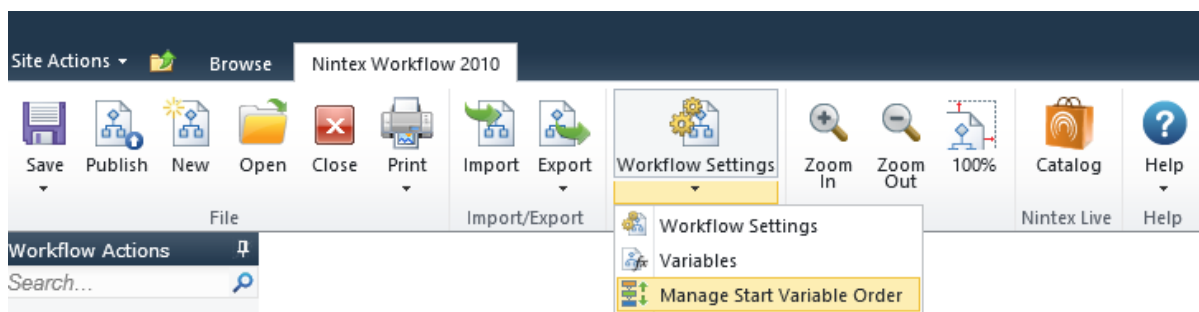 Site Actions Browse Nintex Workflow 2010
Save Publish New Open Close Print Import Export Workflow Settings Zoom In Zoom Out 100% Catalog Help
File Import/Export Nintex Live Help
Workflow Actions
Search...
Workflow Settings
Variables
Manage Start Variable Order